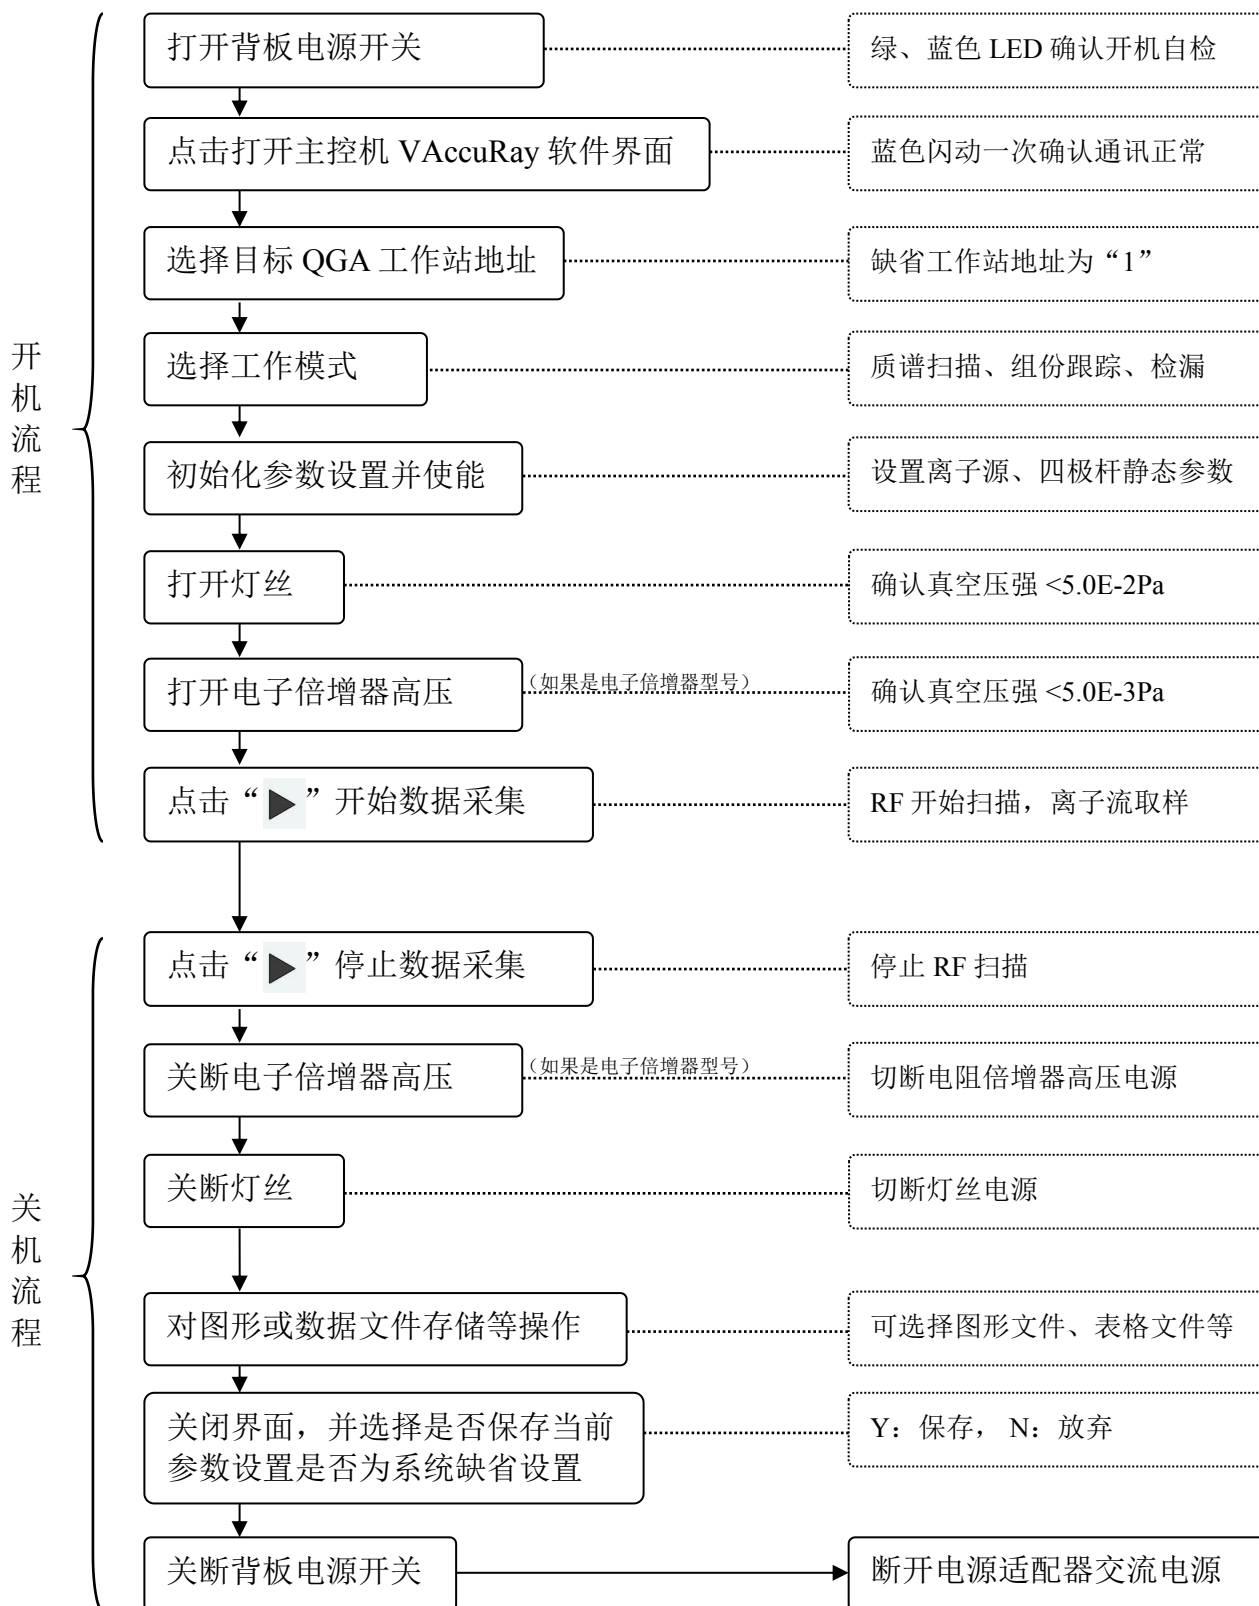 开机流程
打开背板电源开关
绿、蓝色 LED 确认开机自检
点击打开主控机 VAccuRay 软件界面
蓝色闪动一次确认通讯正常
选择目标 QGA 工作站地址
缺省工作站地址为“1”
选择工作模式
质谱扫描、组份跟踪、检漏
初始化参数设置并使能
设置离子源、四极杆静态参数
打开灯丝
确认真空压强 <5.0E-2Pa
打开电子倍增器高压
（如果是电子倍增器型号）
确认真空压强 <5.0E-3Pa
点击“▶”开始数据采集
RF 开始扫描，离子流取样
关机流程
点击“▶”停止数据采集
停止 RF 扫描
关断电子倍增器高压
（如果是电子倍增器型号）
切断电阻倍增器高压电源
关断灯丝
切断灯丝电源
对图形或数据文件存储等操作
可选择图形文件、表格文件等
关闭界面，并选择是否保存当前
参数设置是否为系统缺省设置
Y：保存， N：放弃
关断背板电源开关
断开电源适配器交流电源